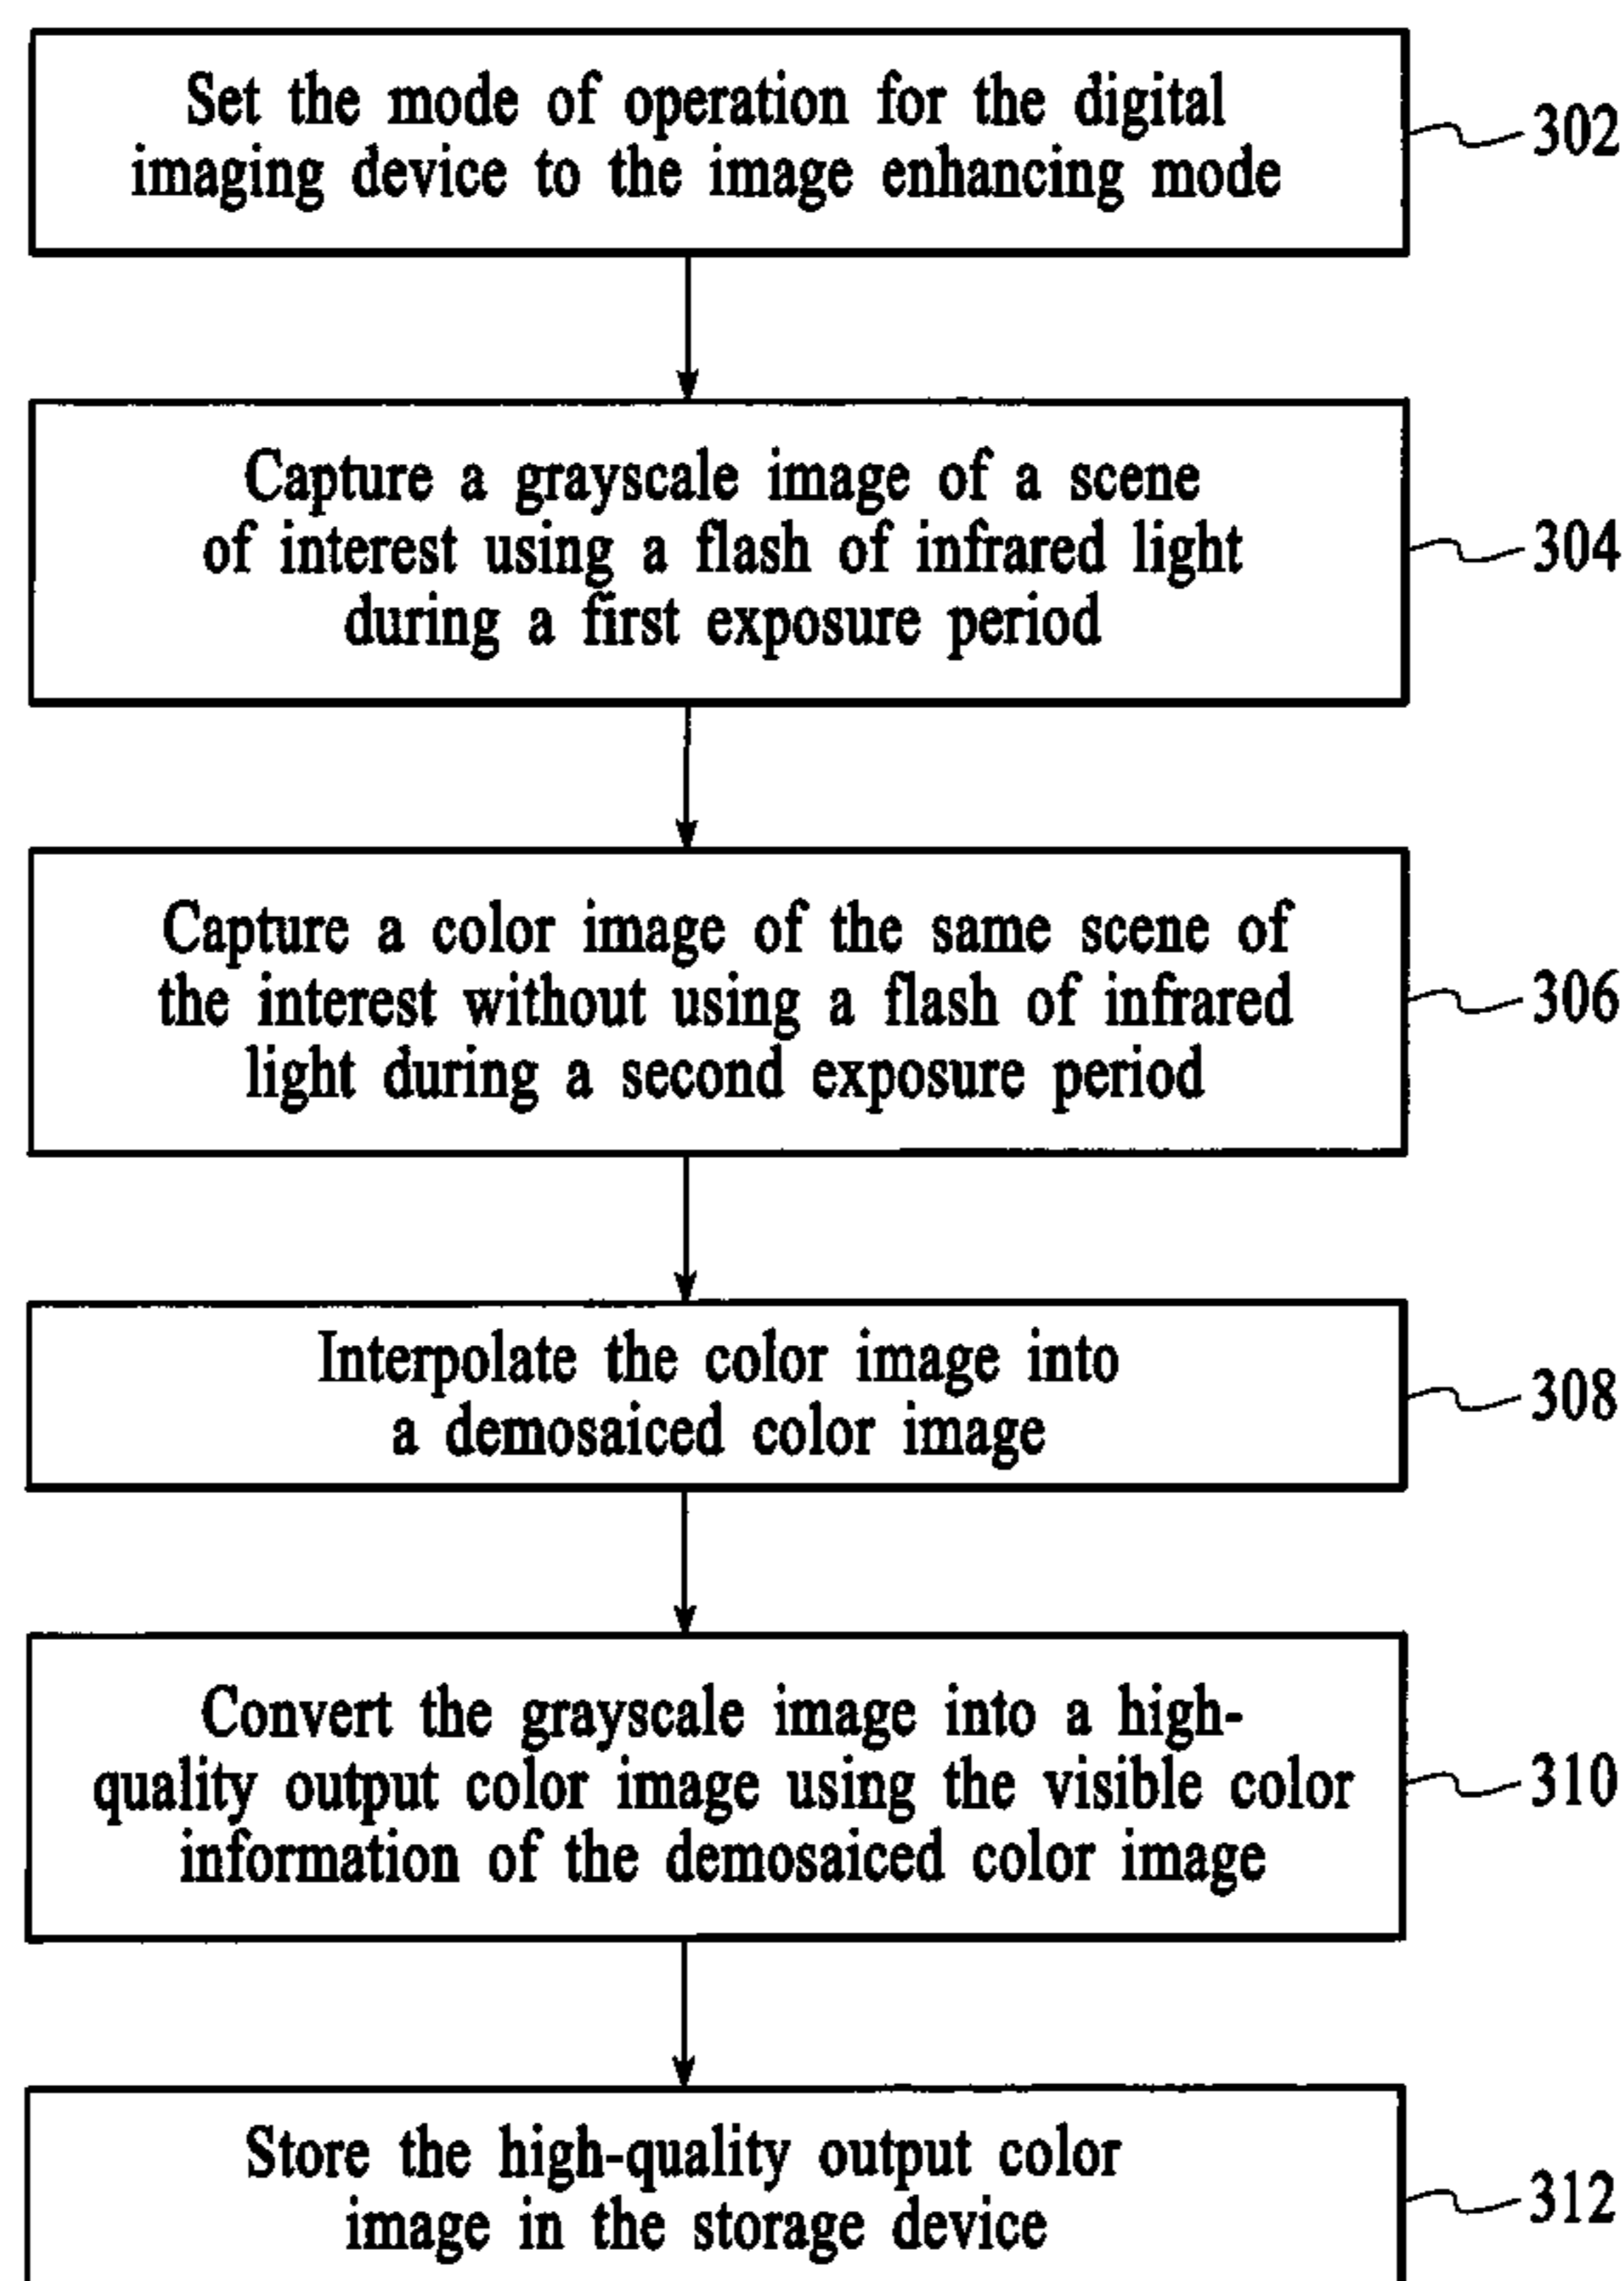 Set the mode of operation for the digital
imaging device to the image enhancing mode
302
Capture a grayscale image of a scene
of interest using a flash of infrared light
during a first exposure period
304
Capture a color image of the same scene of
the interest without using a flash of infrared
light during a second exposure period
306
Interpolate the color image into
a demosaiced color image
308
Convert the grayscale image into a high-
quality output color image using the visible color
information of the demosaiced color image
310
Store the high-quality output color
image in the storage device
312